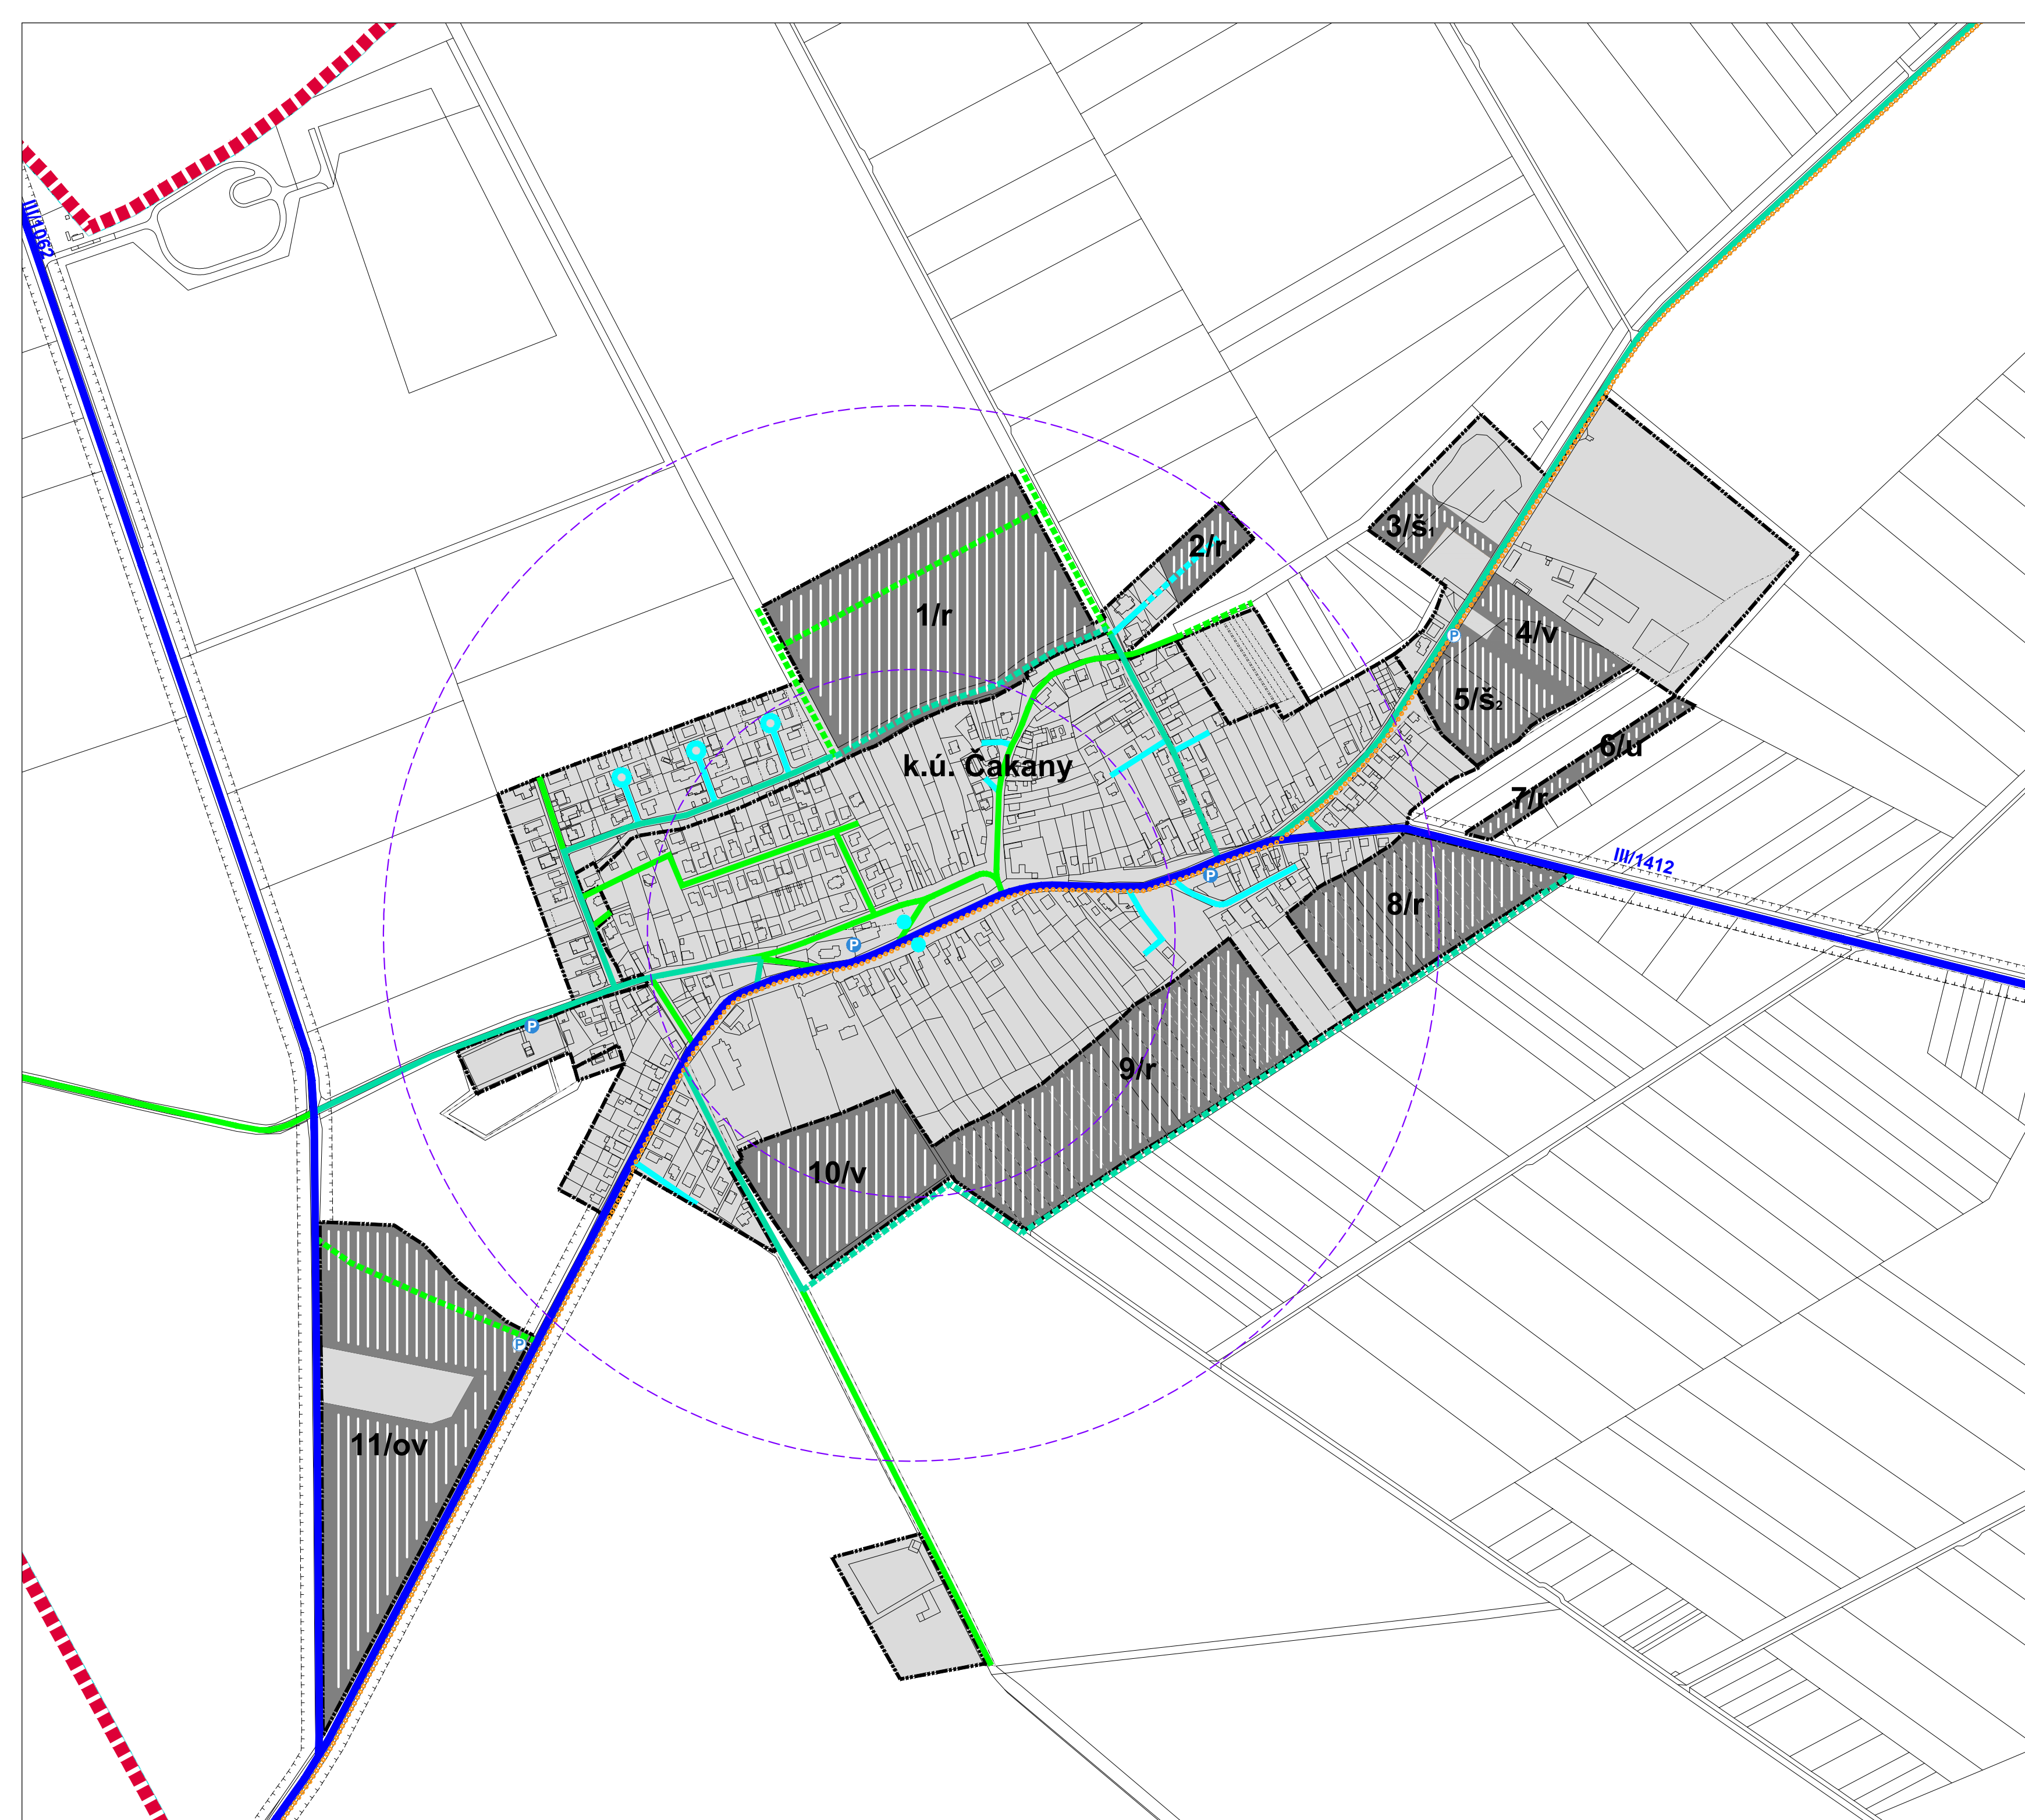 III/1062
3/š1
2/r
1/r
4/v
P
5/š2
6/u
k.ú. Čakany
7/r
III/1412
P
8/r
P
P
9/r
10/v
P
11/ov